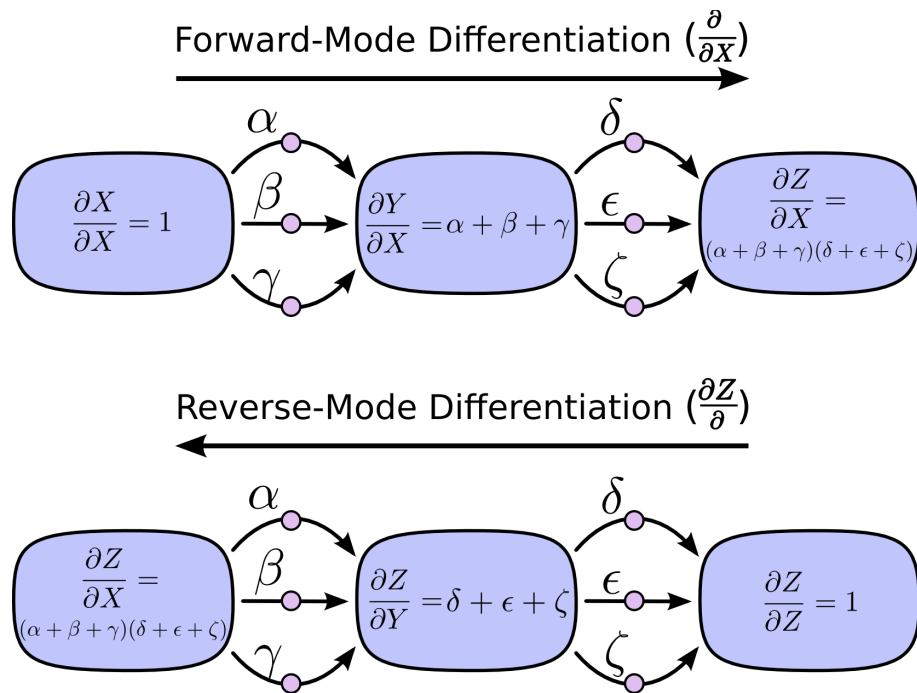 Forward-Mode Differentiation (∂/∂X)
α
δ
∂X/∂X = 1
β
∂Y/∂X = α + β + γ
ϵ
∂Z/∂X =
(α + β + γ)(δ + ϵ + ζ)
γ
ζ
Reverse-Mode Differentiation (∂Z/∂)
α
δ
∂Z/∂X =
(α + β + γ)(δ + ϵ + ζ)
β
∂Z/∂Y = δ + ϵ + ζ
ϵ
∂Z/∂Z = 1
γ
ζ